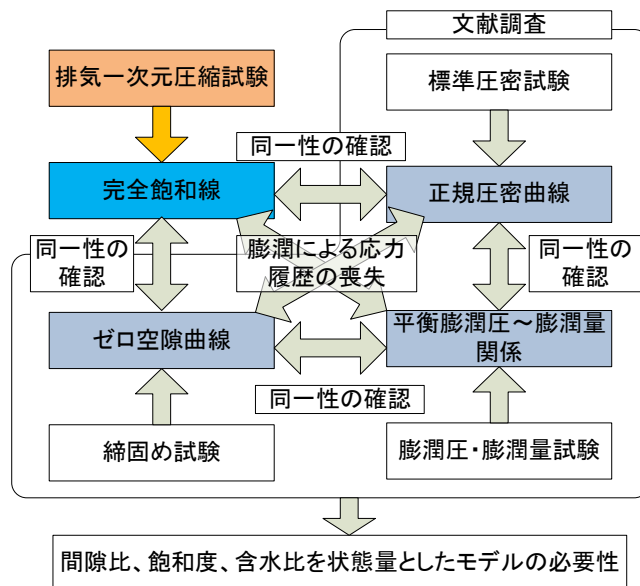 文献調査
排気一次元圧縮試験
標準圧密試験
同一性の確認
完全飽和線
正規圧密曲線
同一性の
確認
膨潤による応力
履歴の喪失
同一性の
確認
ゼロ空隙曲線
平衡膨潤圧~膨潤量
関係
同一性の確認
締固め試験
膨潤圧・膨潤量試験
間隙比、飽和度、含水比を状態量としたモデルの必要性